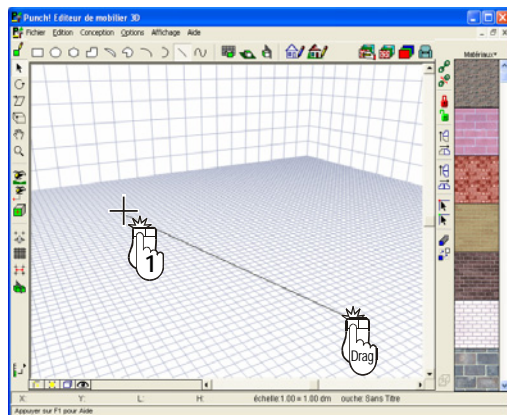 Punch! Editeur de mobilier 3D
Fichier Edition Conception Options Affichage Aide
Matériaux
1
Drag
X: Y: L: H: échelle:1.00 = 1.00 dm ouche: Sans Titre
Appuyer sur F1 pour Aide